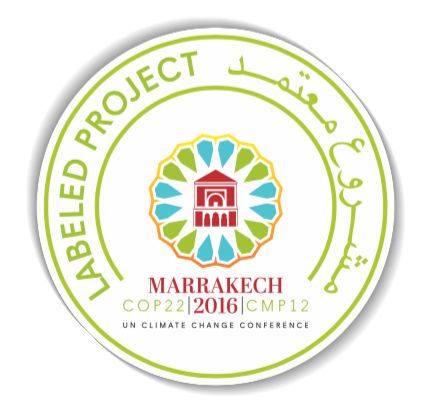 LABELED PROJECT
مشروع معتمد
MARRAKECH
COP22|2016|CMP12
UN CLIMATE CHANGE CONFERENCE